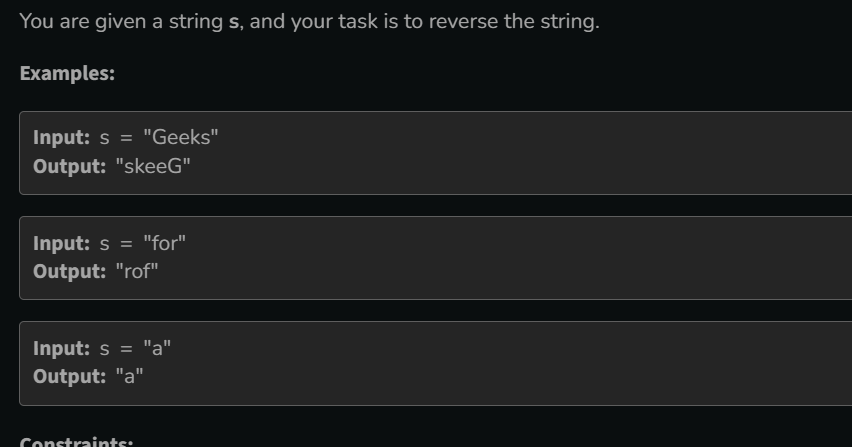 You are given a string s, and your task is to reverse the string.
Examples:
Input: s = "Geeks"
Output: "skeeG"
Input: s = "for"
Output: "rof"
Input: s = "a"
Output: "a"
Constraints: